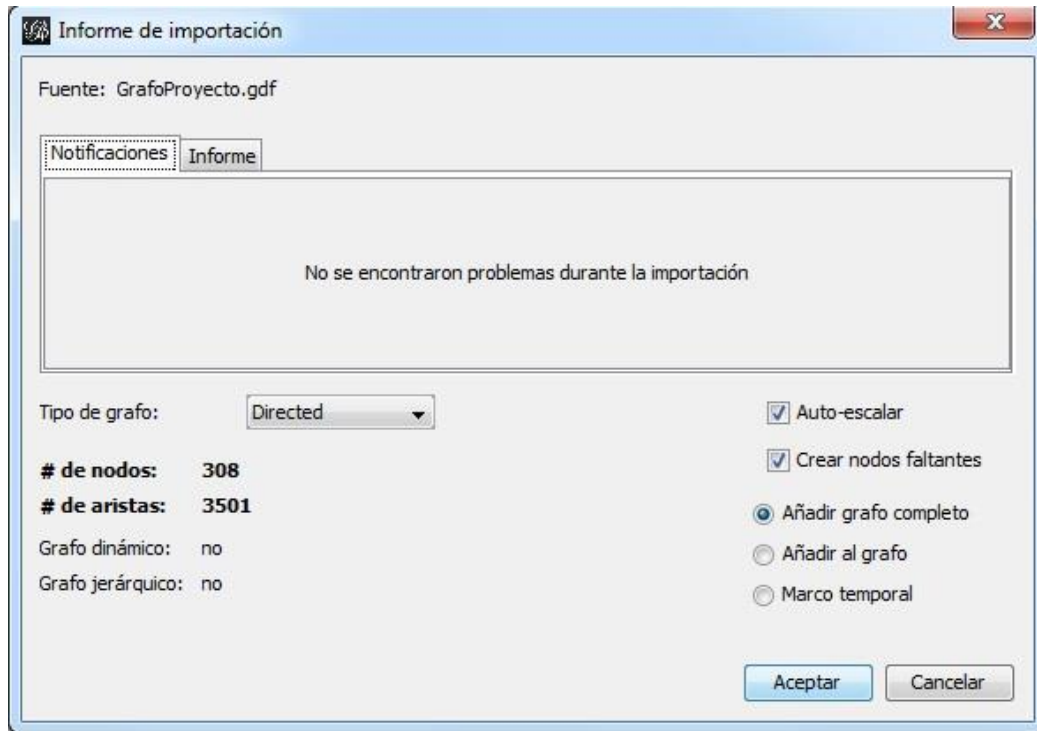 Informe de importación
Fuente: GrafoProyecto.gdf
Notificaciones Informe
No se encontraron problemas durante la importación
Tipo de grafo: Directed
Auto-escalar
# de nodos: 308
Crear nodos faltantes
# de aristas: 3501
Añadir grafo completo
Grafo dinámico: no
Añadir al grafo
Grafo jerárquico: no
Marco temporal
Aceptar Cancelar